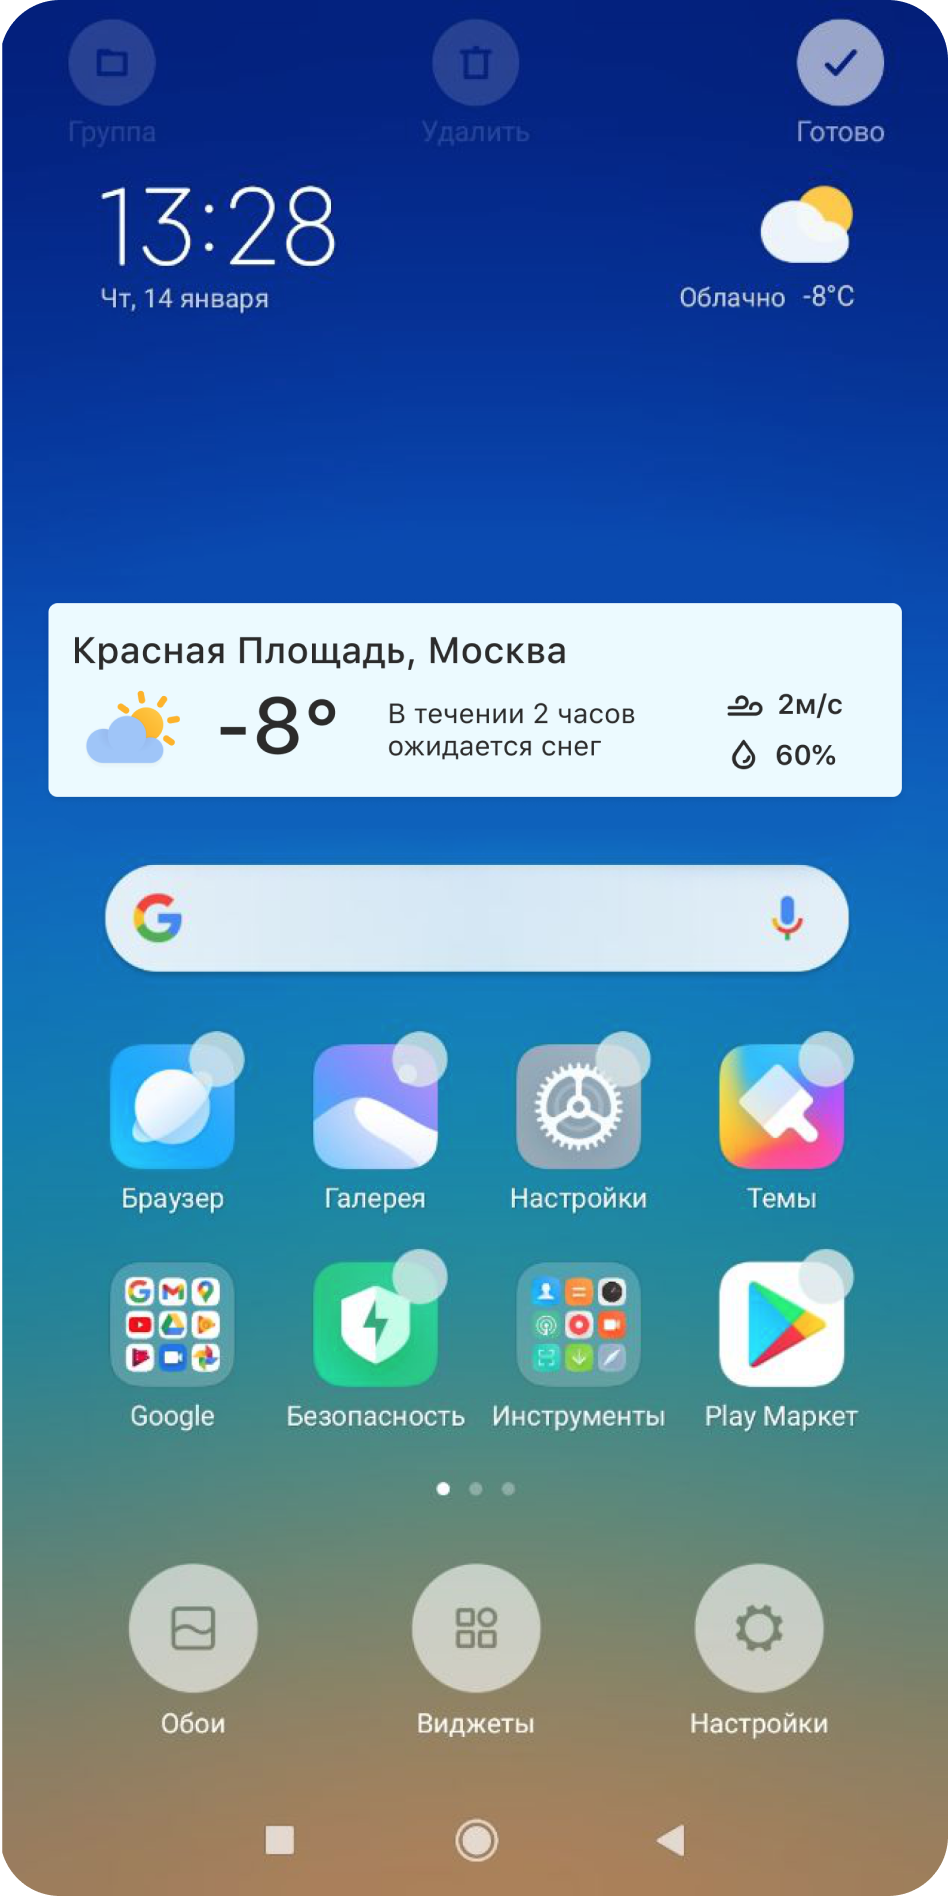 Группа
Удалить
Готово
13:28
Чт, 14 января
Облачно -8°C
Красная Площадь, Москва
-8°
В течении 2 часов
ожидается снег
2м/с
60%
Браузер
Галерея
Настройки
Темы
Google
Безопасность
Инструменты
Play Маркет
Обои
Виджеты
Настройки